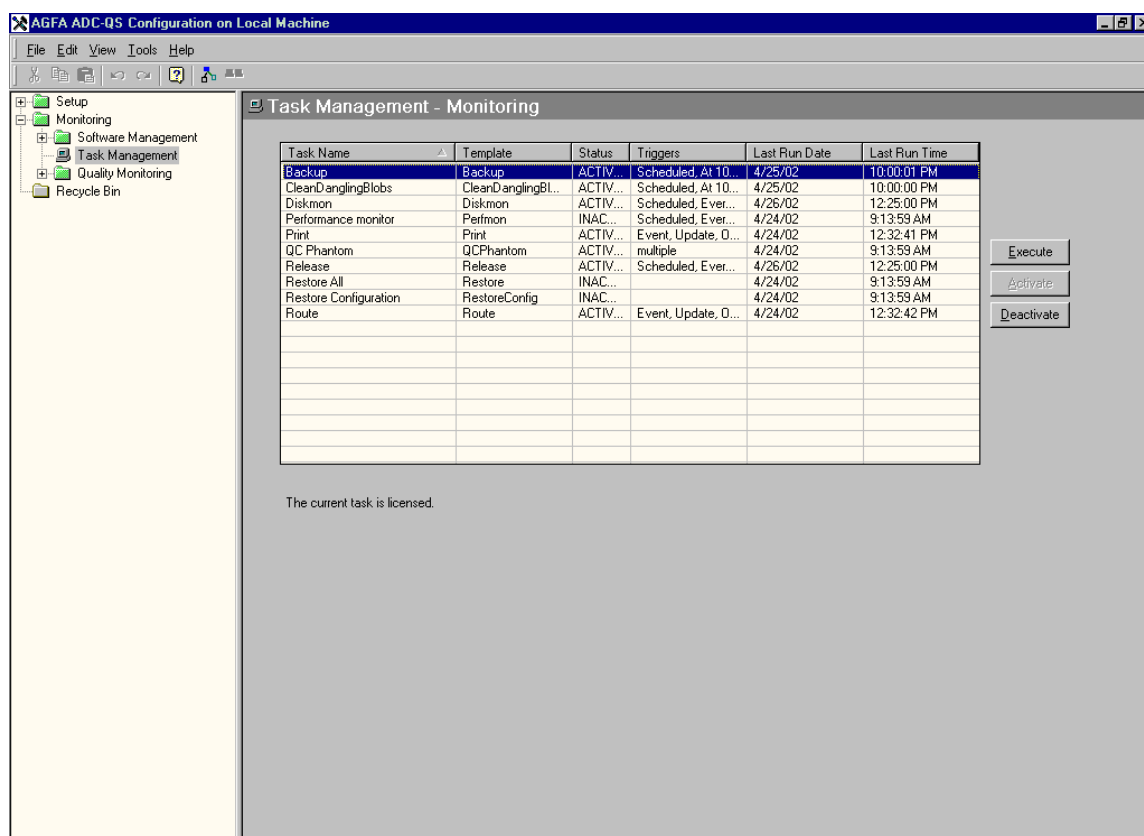 AGFA ADC-QS Configuration on Local Machine
File Edit View Tools Help
Setup
Monitoring
Software Management
Task Management
Quality Monitoring
Recycle Bin
Task Management - Monitoring
Task Name Template Status Triggers Last Run Date Last Run Time
Backup Backup ACTIV... Scheduled, At 10... 4/25/02 10:00:01 PM
CleanDanglingBlobs CleanDanglingBl... ACTIV... Scheduled, At 10... 4/25/02 10:00:00 PM
Diskmon Diskmon ACTIV... Scheduled, Ever... 4/26/02 12:25:00 PM
Performance monitor Perfmon INAC... Scheduled, Ever... 4/24/02 9:13:59 AM
Print Print ACTIV... Event, Update, O... 4/24/02 12:32:41 PM
QC Phantom QCPhantom ACTIV... multiple 4/24/02 9:13:59 AM
Release Release ACTIV... Scheduled, Ever... 4/26/02 12:25:00 PM
Restore All Restore INAC... 4/24/02 9:13:59 AM
Restore Configuration RestoreConfig INAC... 4/24/02 9:13:59 AM
Route Route ACTIV... Event, Update, O... 4/24/02 12:32:42 PM
Execute
Activate
Deactivate
The current task is licensed.